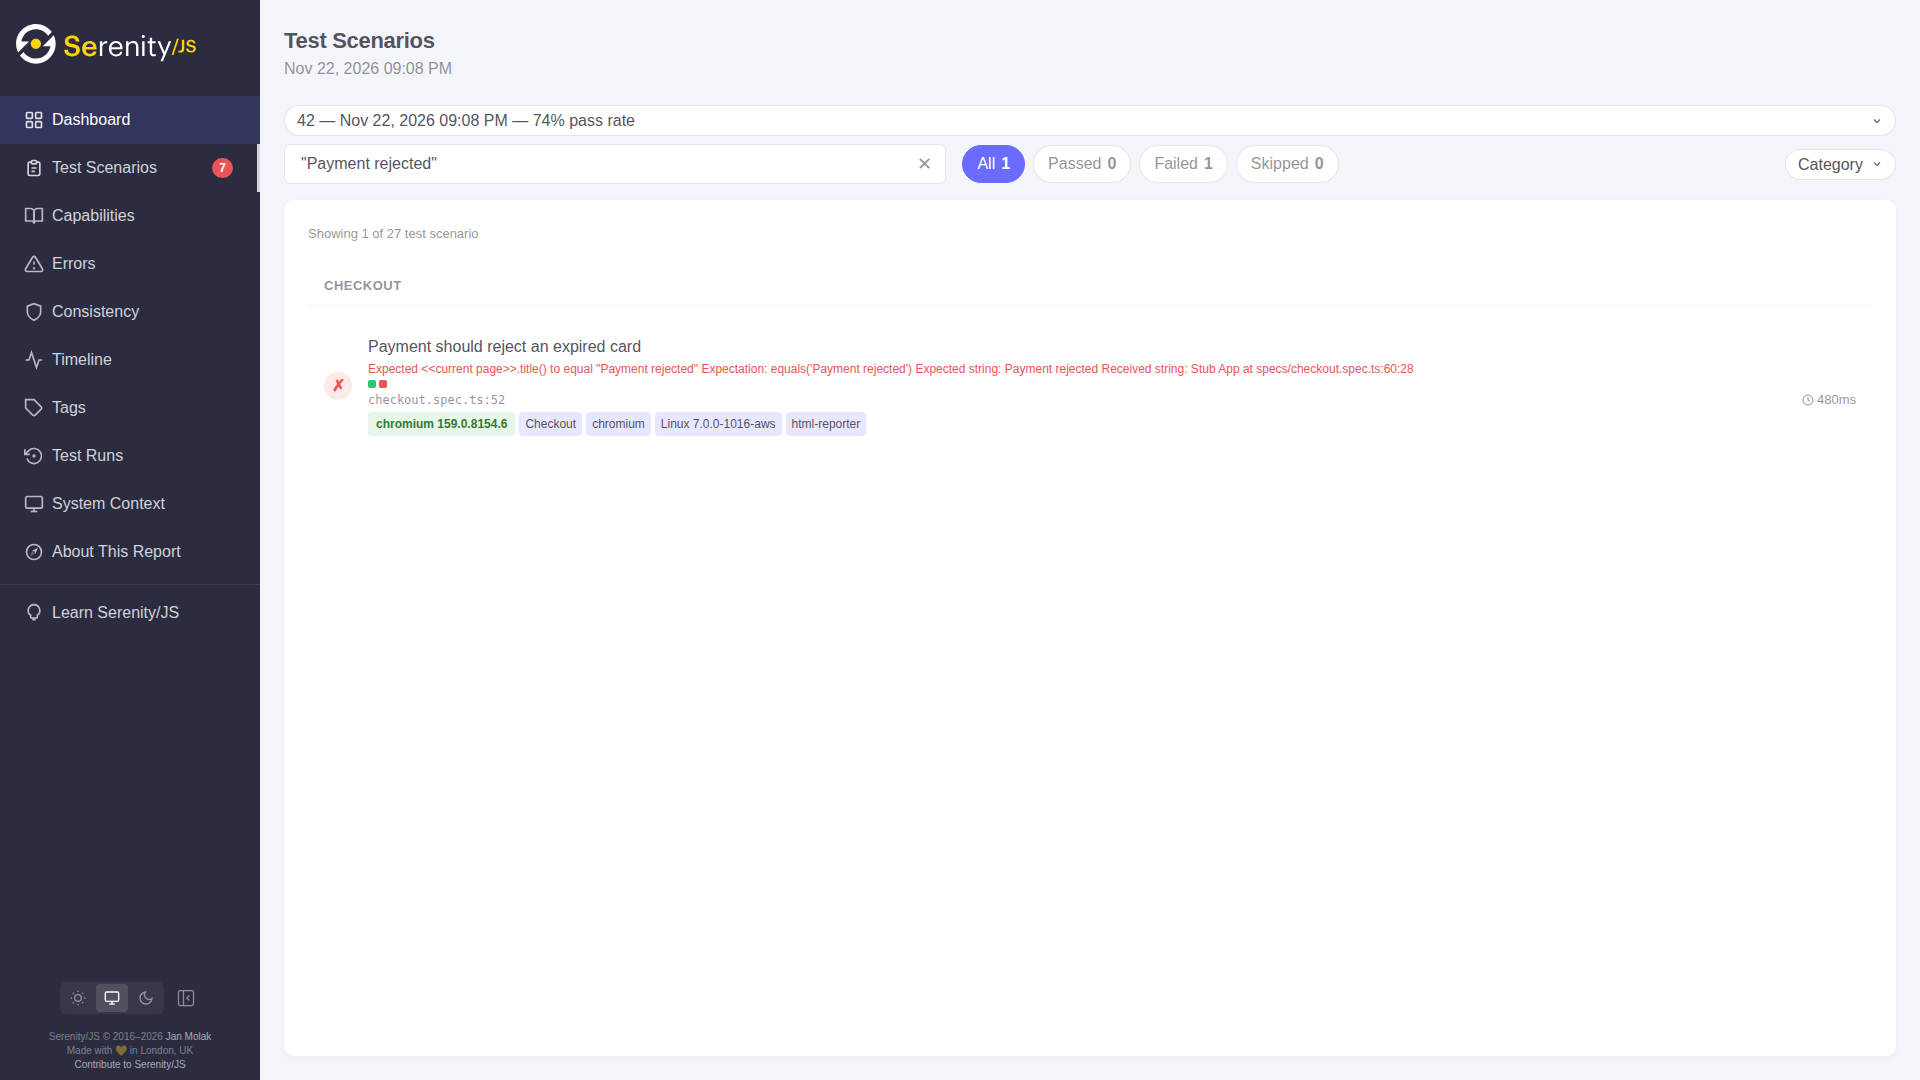 Serenity/JS
Dashboard
Test Scenarios 7
Capabilities
Errors
Consistency
Timeline
Tags
Test Runs
System Context
About This Report
Learn Serenity/JS
Serenity/JS © 2016–2026 Jan Molak
Made with 🧡 in London, UK
Contribute to Serenity/JS
Test Scenarios
Nov 22, 2026 09:08 PM
42 — Nov 22, 2026 09:08 PM — 74% pass rate
"Payment rejected" ✕ All 1 Passed 0 Failed 1 Skipped 0 Category
Showing 1 of 27 test scenario
CHECKOUT
Payment should reject an expired card
Expected <<current page>>.title() to equal "Payment rejected" Expectation: equals('Payment rejected') Expected string: Payment rejected Received string: Stub App at specs/checkout.spec.ts:60:28
✗
checkout.spec.ts:52
480ms
chromium 159.0.8154.6 Checkout chromium Linux 7.0.0-1016-aws html-reporter